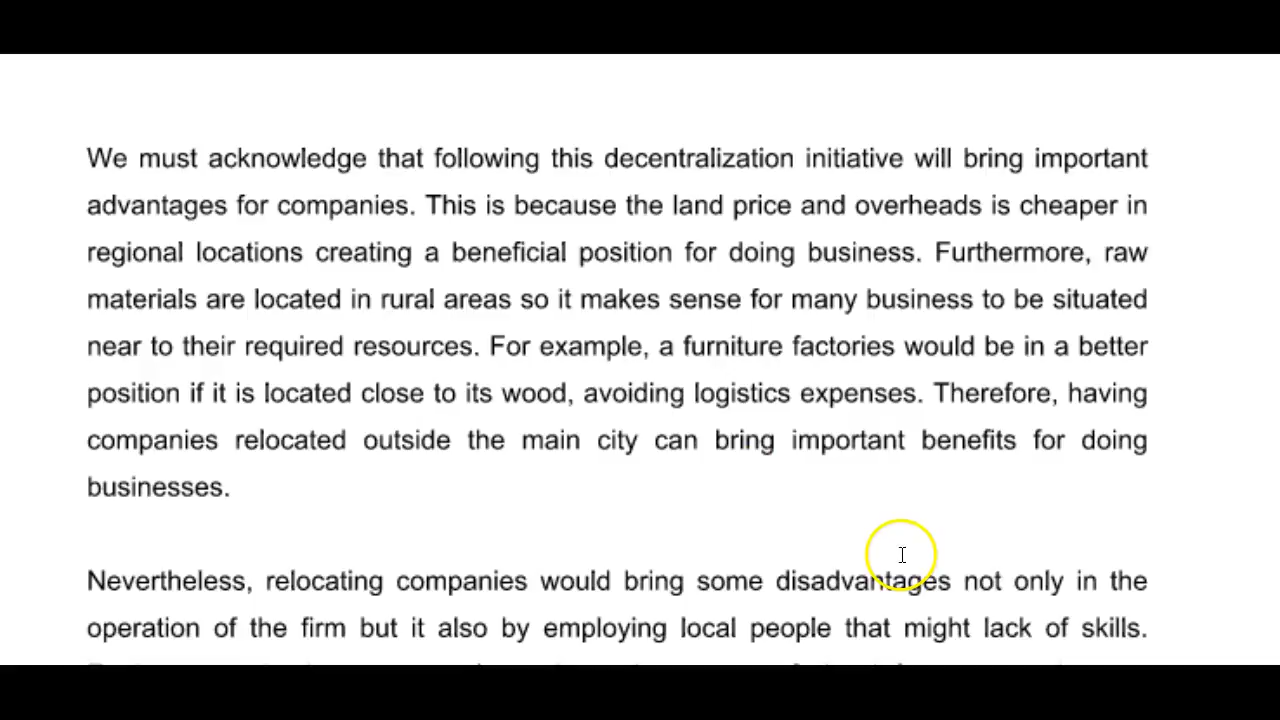 We must acknowledge that following this decentralization initiative will bring important
advantages for companies. This is because the land price and overheads is cheaper in
regional locations creating a beneficial position for doing business. Furthermore, raw
materials are located in rural areas so it makes sense for many business to be situated
near to their required resources. For example, a furniture factories would be in a better
position if it is located close to its wood, avoiding logistics expenses. Therefore, having
companies relocated outside the main city can bring important benefits for doing
businesses.
Nevertheless, relocating companies would bring some disadvantages not only in the
operation of the firm but it also by employing local people that might lack of skills.